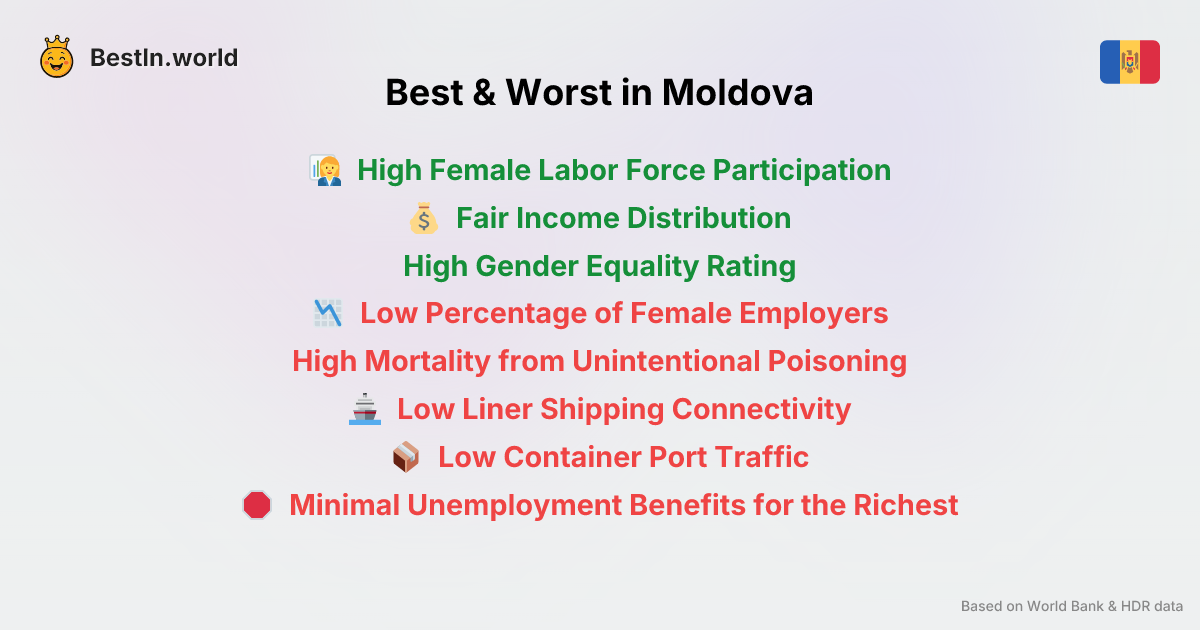 BestIn.world
Best & Worst in Moldova
High Female Labor Force Participation
Fair Income Distribution
High Gender Equality Rating
Low Percentage of Female Employers
High Mortality from Unintentional Poisoning
Low Liner Shipping Connectivity
Low Container Port Traffic
Minimal Unemployment Benefits for the Richest
Based on World Bank & HDR data